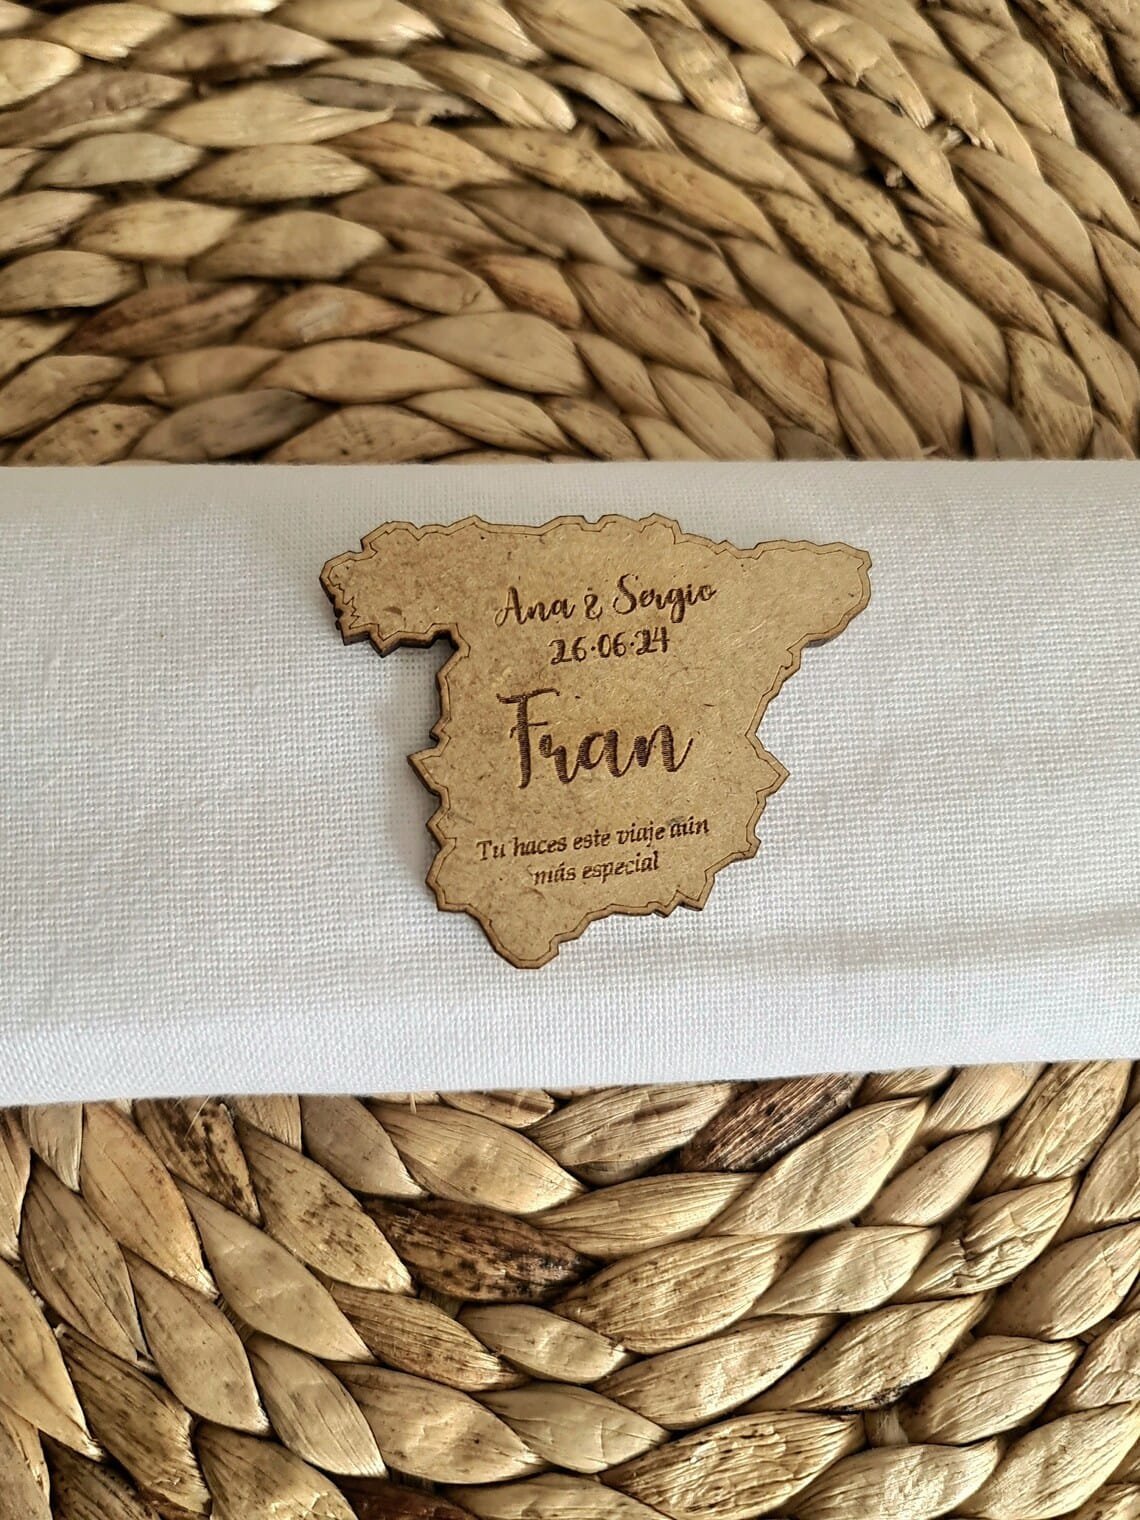 Ana & Sergio
26·06·24
Fran
Tu haces este viaje aún
más especial